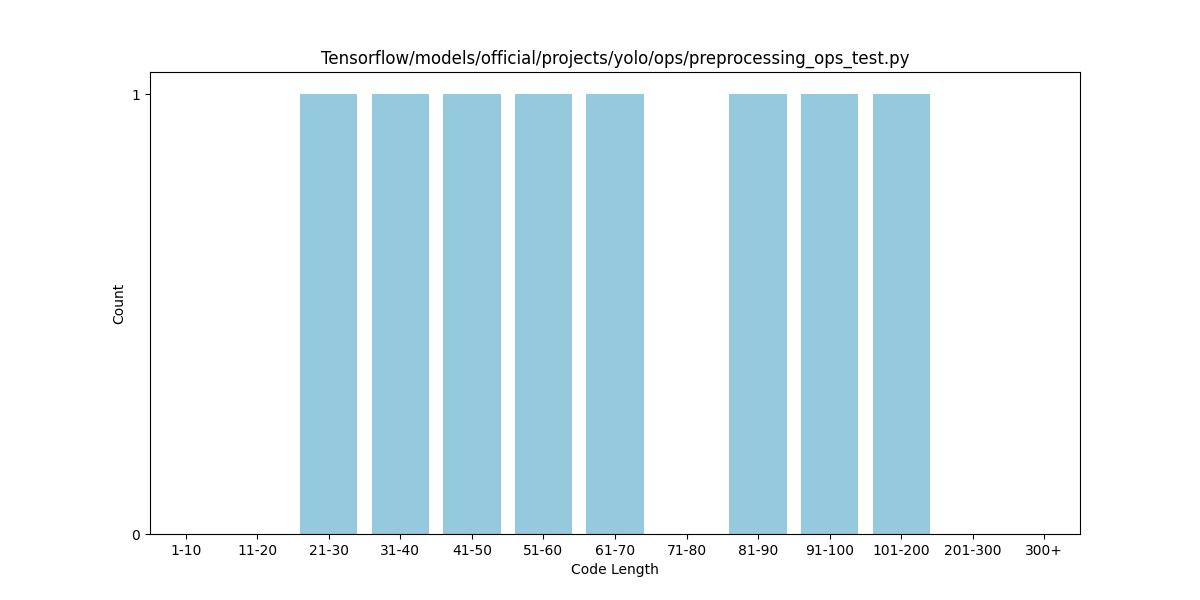 Tensorflow/models/official/projects/yolo/ops/preprocessing_ops_test.py
1
Count
0
1-10 11-20 21-30 31-40 41-50 51-60 61-70 71-80 81-90 91-100 101-200 201-300 300+
Code Length